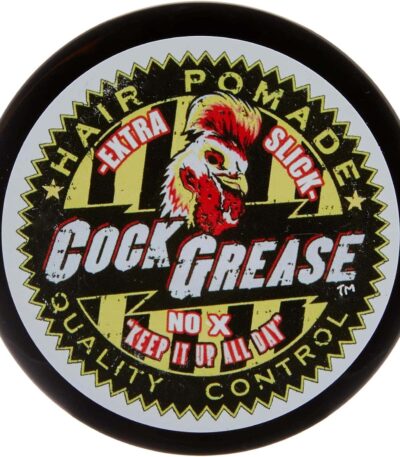 HAIR POMADE
-EXTRA
SLICK-
COCK GREASE
TM
NO X
"KEEP IT UP ALL DAY"
QUALITY CONTROL